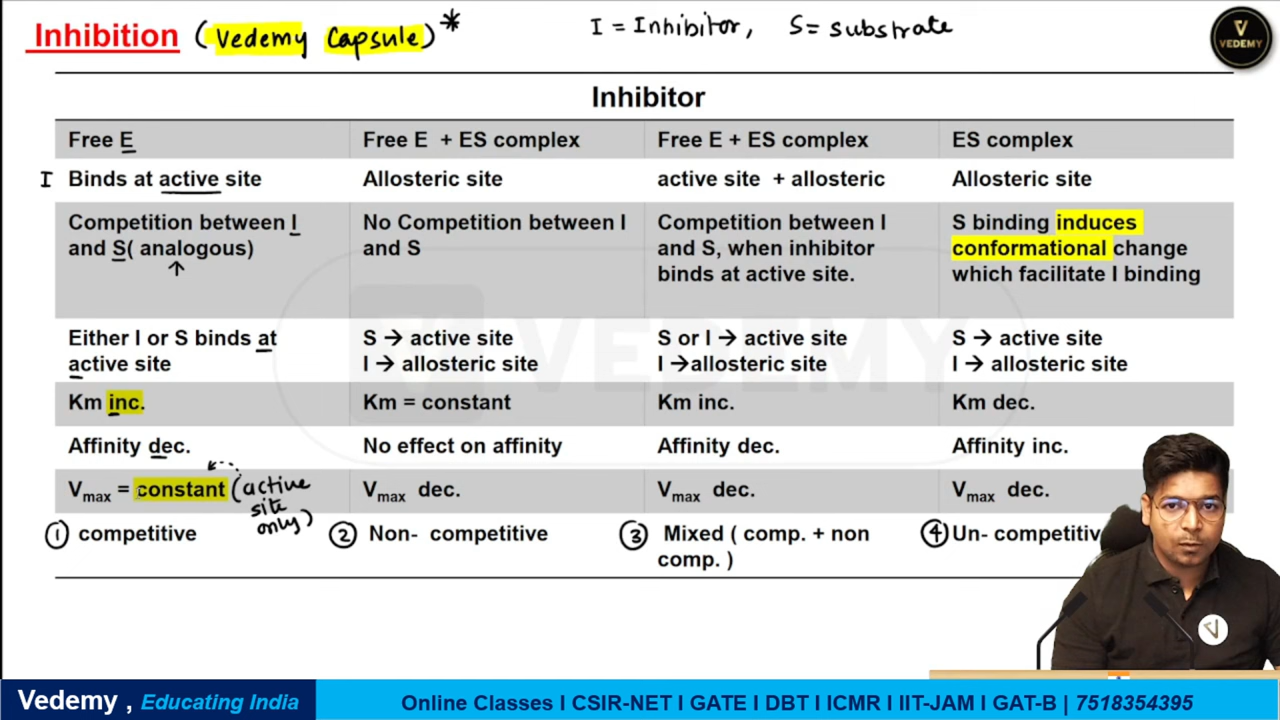 Inhibition (Vedemy Capsule)*
I = Inhibitor, S = substrate
VEDEMY
Inhibitor
Free E
Free E + ES complex
Free E + ES complex
ES complex
I Binds at active site
Allosteric site
active site + allosteric
Allosteric site
Competition between I
and S( analogous)
No Competition between I
and S
Competition between I
and S, when inhibitor
binds at active site.
S binding induces
conformational change
which facilitate I binding
Either I or S binds at
active site
S → active site
I → allosteric site
S or I → active site
I →allosteric site
S → active site
I → allosteric site
Km inc.
Km = constant
Km inc.
Km dec.
Affinity dec.
No effect on affinity
Affinity dec.
Affinity inc.
Vmax = constant (active
site
only)
Vmax dec.
Vmax dec.
Vmax dec.
① competitive
② Non- competitive
③ Mixed ( comp. + non
comp. )
④ Un- competitiv
VEDEMY
Vedemy , Educating India
Online Classes I CSIR-NET I GATE I DBT I ICMR I IIT-JAM I GAT-B | 7518354395